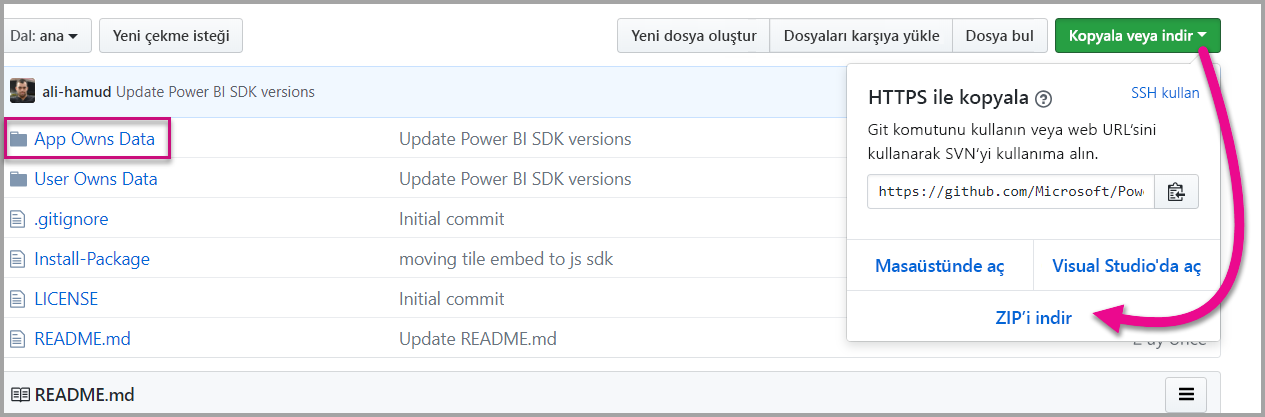 Dal: ana
Yeni çekme isteği
Yeni dosya oluştur
Dosyaları karşıya yükle
Dosya bul
Kopyala veya indir
ali-hamud Update Power BI SDK versions
HTTPS ile kopyala
SSH kullan
Git komutunu kullanın veya web URL’sini
kullanarak SVN’yi kullanıma alın.
https://github.com/Microsoft/Pow
Masaüstünde aç
Visual Studio'da aç
ZIP’i indir
App Owns Data Update Power BI SDK versions
User Owns Data Update Power BI SDK versions
.gitignore Initial commit
Install-Package moving tile embed to js sdk
LICENSE Initial commit
README.md Update README.md
README.md